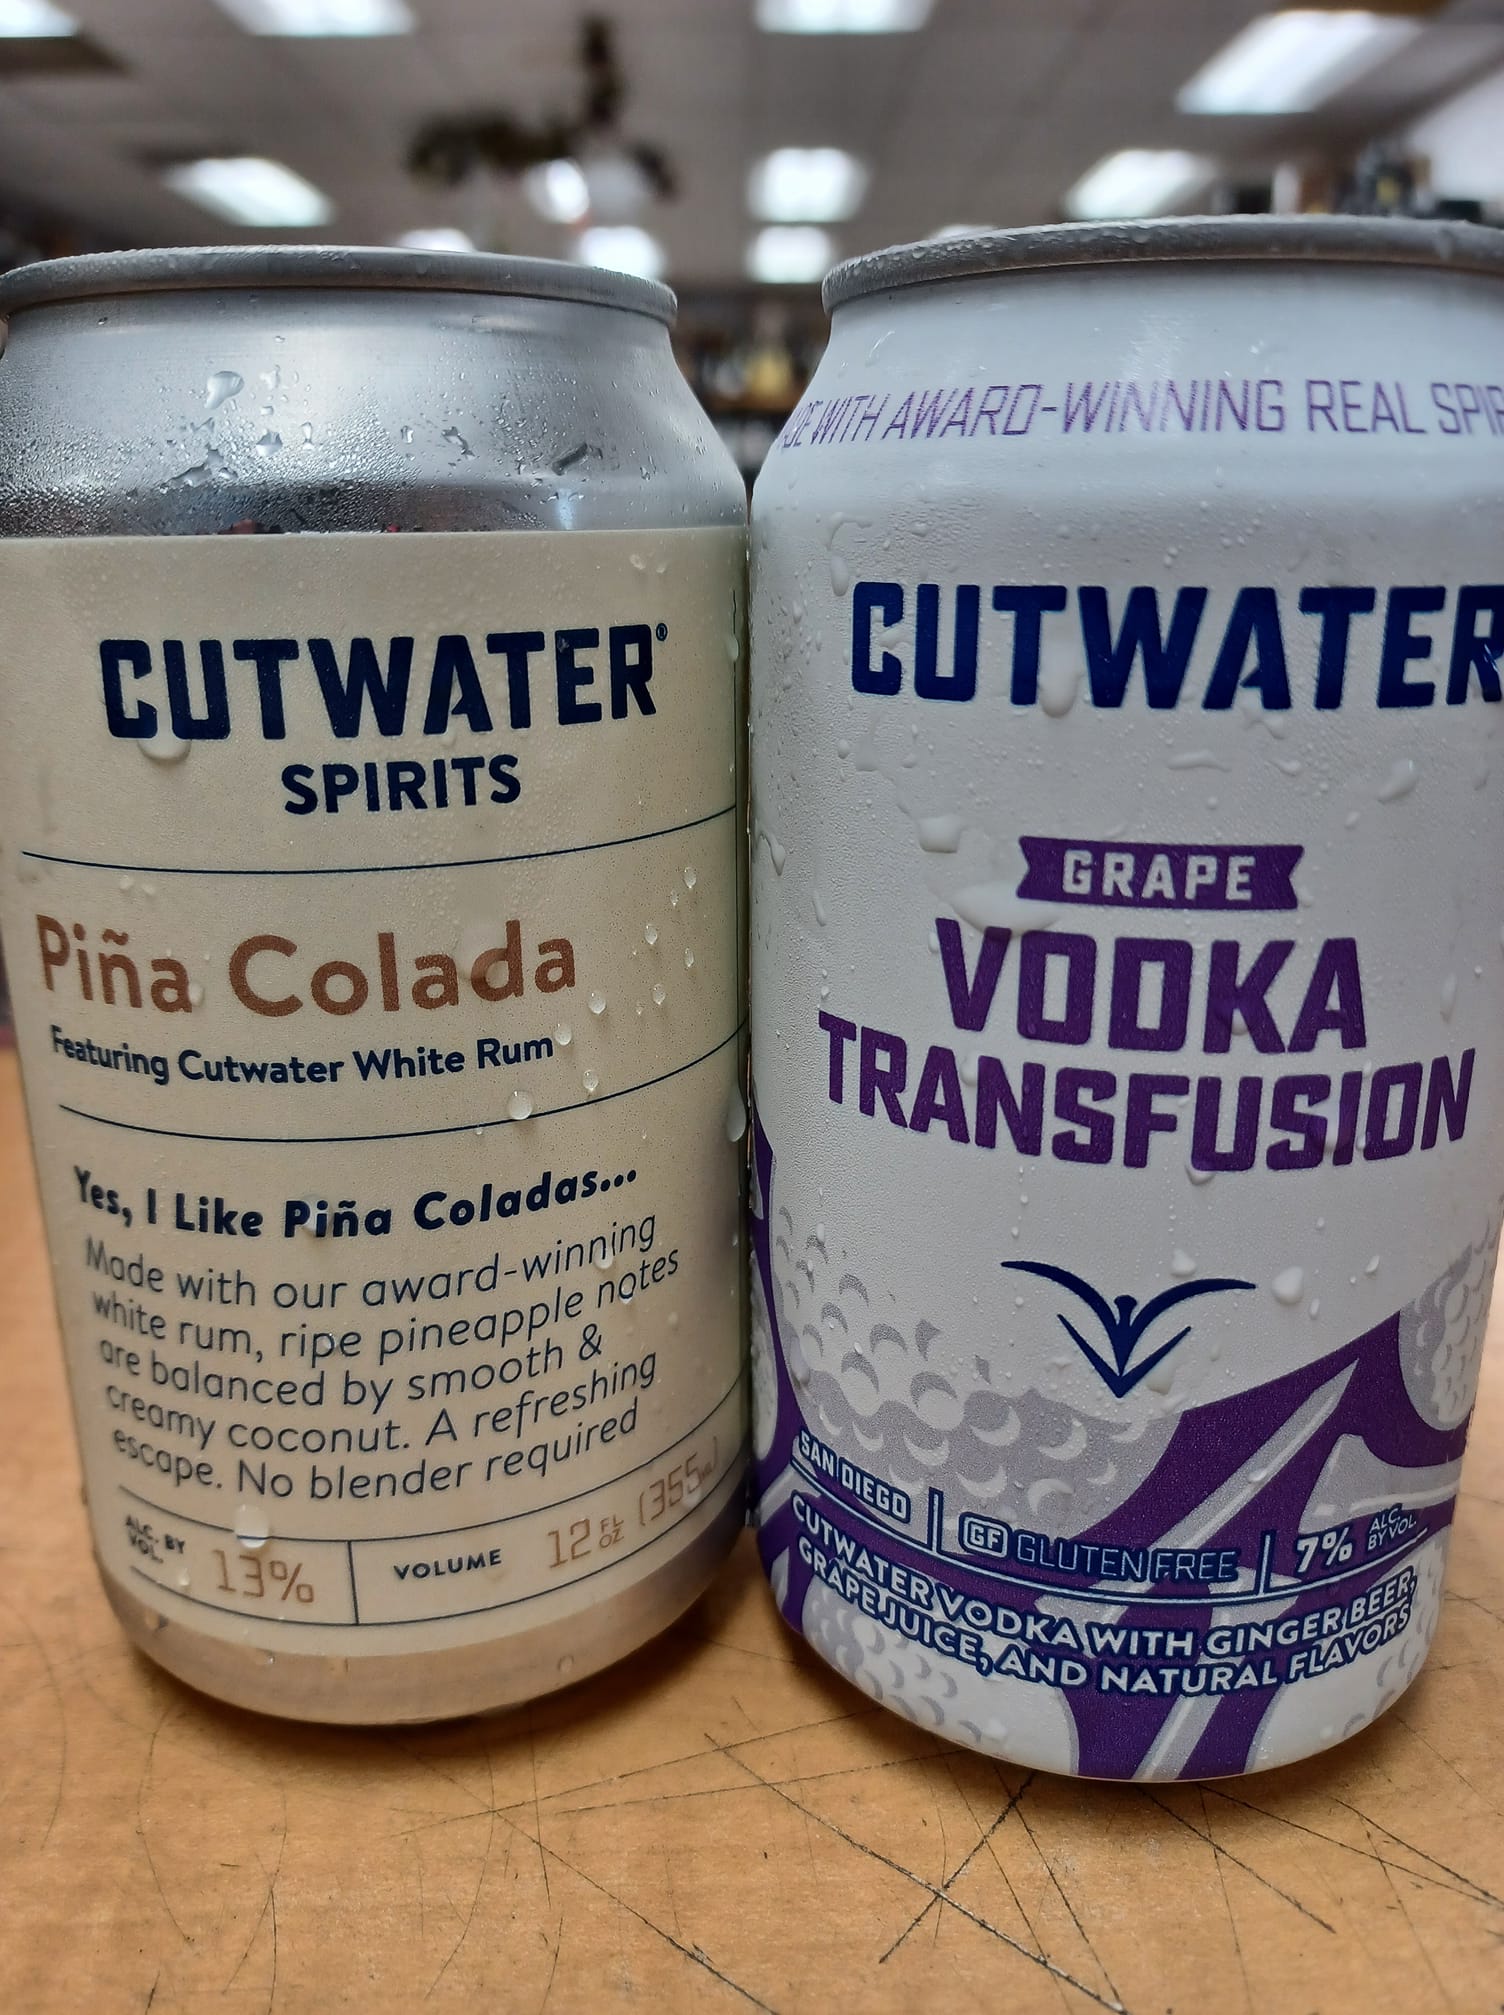 CUTWATER®
SPIRITS
Piña Colada
Featuring Cutwater White Rum
Yes, I Like Piña Coladas...
Made with our award-winning
white rum, ripe pineapple notes
are balanced by smooth &
creamy coconut. A refreshing
escape. No blender required
ALC. BY
VOL.
13%
VOLUME
12 FL OZ (355mL)
WITH AWARD-WINNING REAL
CUTWATER
GRAPE
VODKA
TRANSFUSION
SAN DIEGO
GF GLUTEN FREE
7% ALC. BY VOL.
CUTWATER VODKA WITH GINGER BEER,
GRAPE JUICE, AND NATURAL FLAVORS